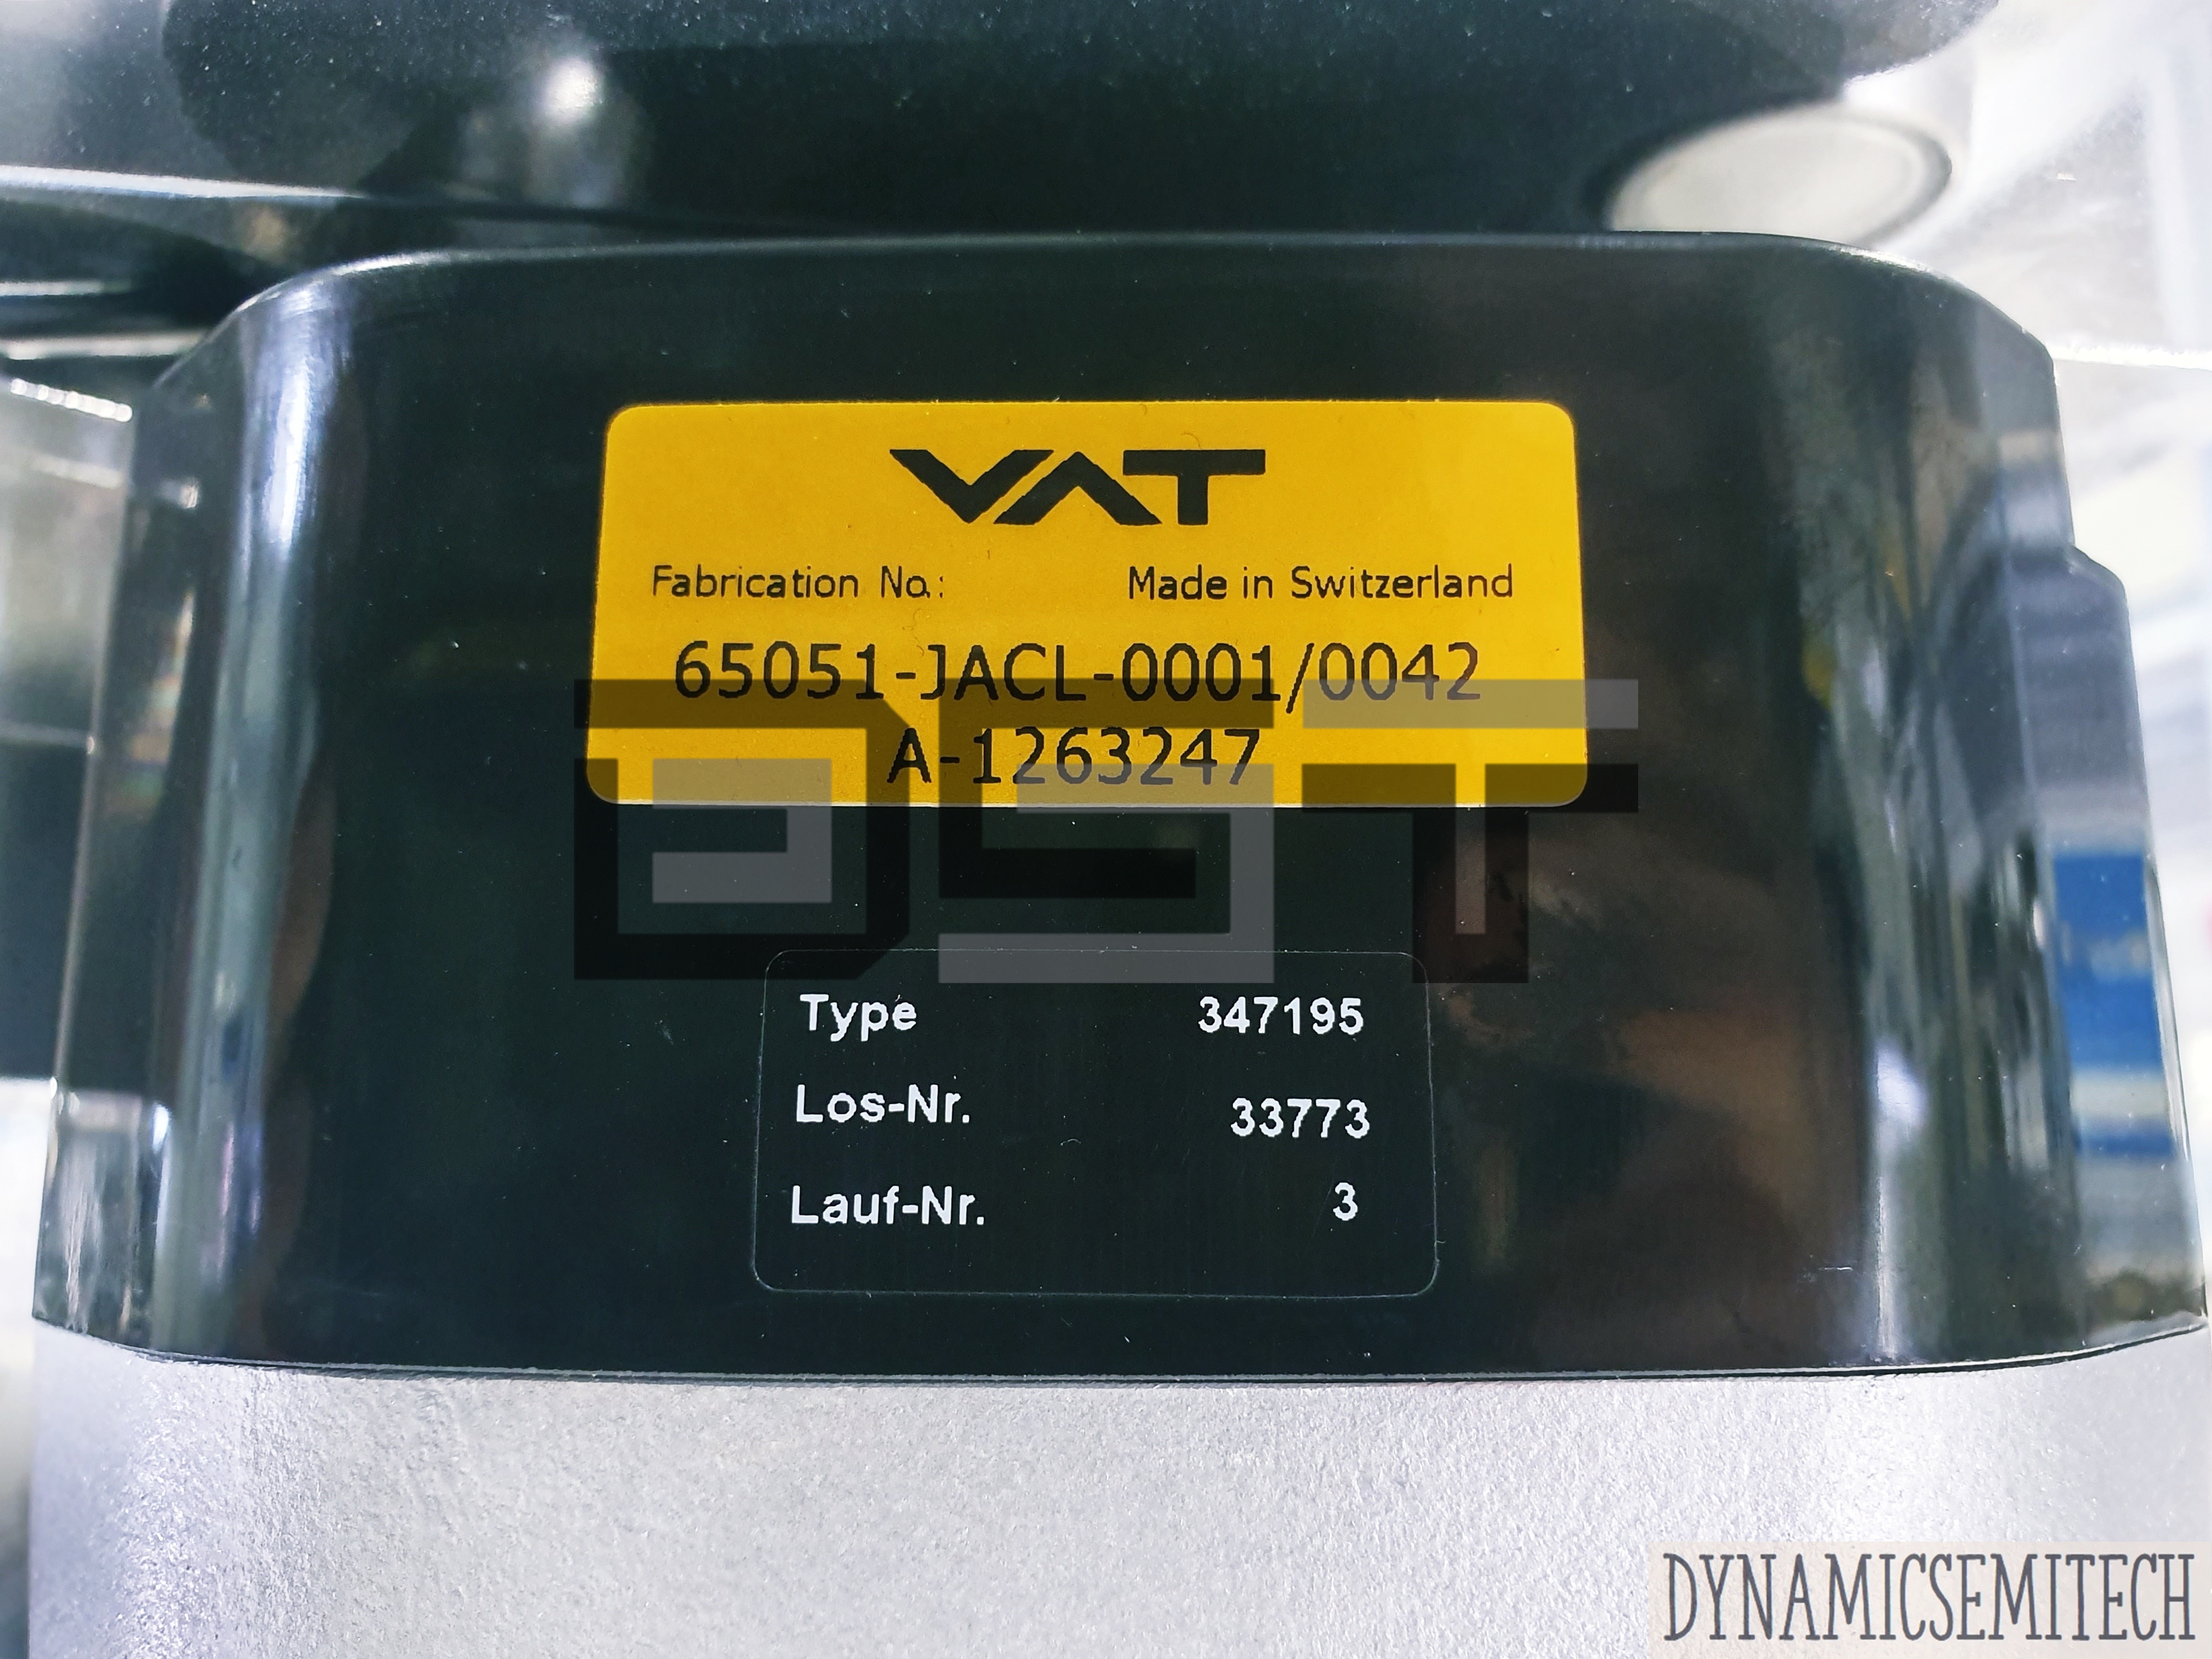 VAT
Fabrication No.: Made in Switzerland
65051-JACL-0001/0042
A-1263247
DST
Type 347195
Los-Nr. 33773
Lauf-Nr. 3
DYNAMICSEMITECH